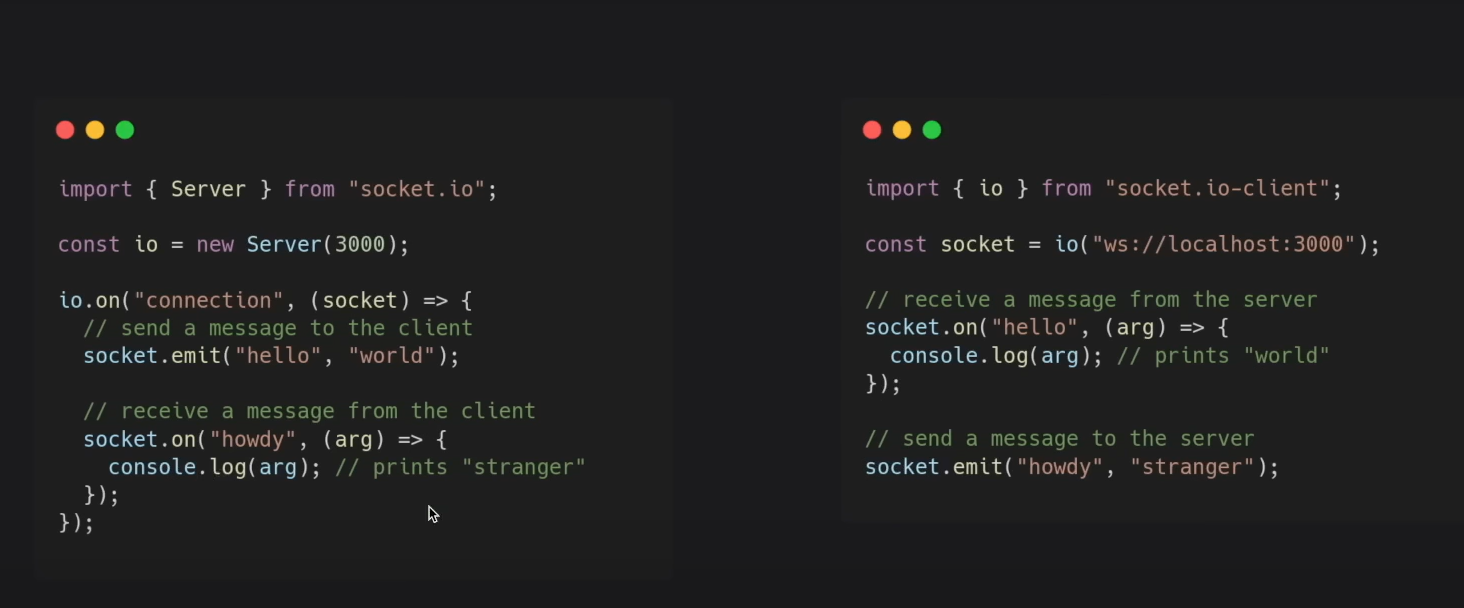 import { Server } from "socket.io";
const io = new Server(3000);
io.on("connection", (socket) => {
  // send a message to the client
  socket.emit("hello", "world");
  // receive a message from the client
  socket.on("howdy", (arg) => {
    console.log(arg); // prints "stranger"
  });
});
import { io } from "socket.io-client";
const socket = io("ws://localhost:3000");
// receive a message from the server
socket.on("hello", (arg) => {
  console.log(arg); // prints "world"
});
// send a message to the server
socket.emit("howdy", "stranger");